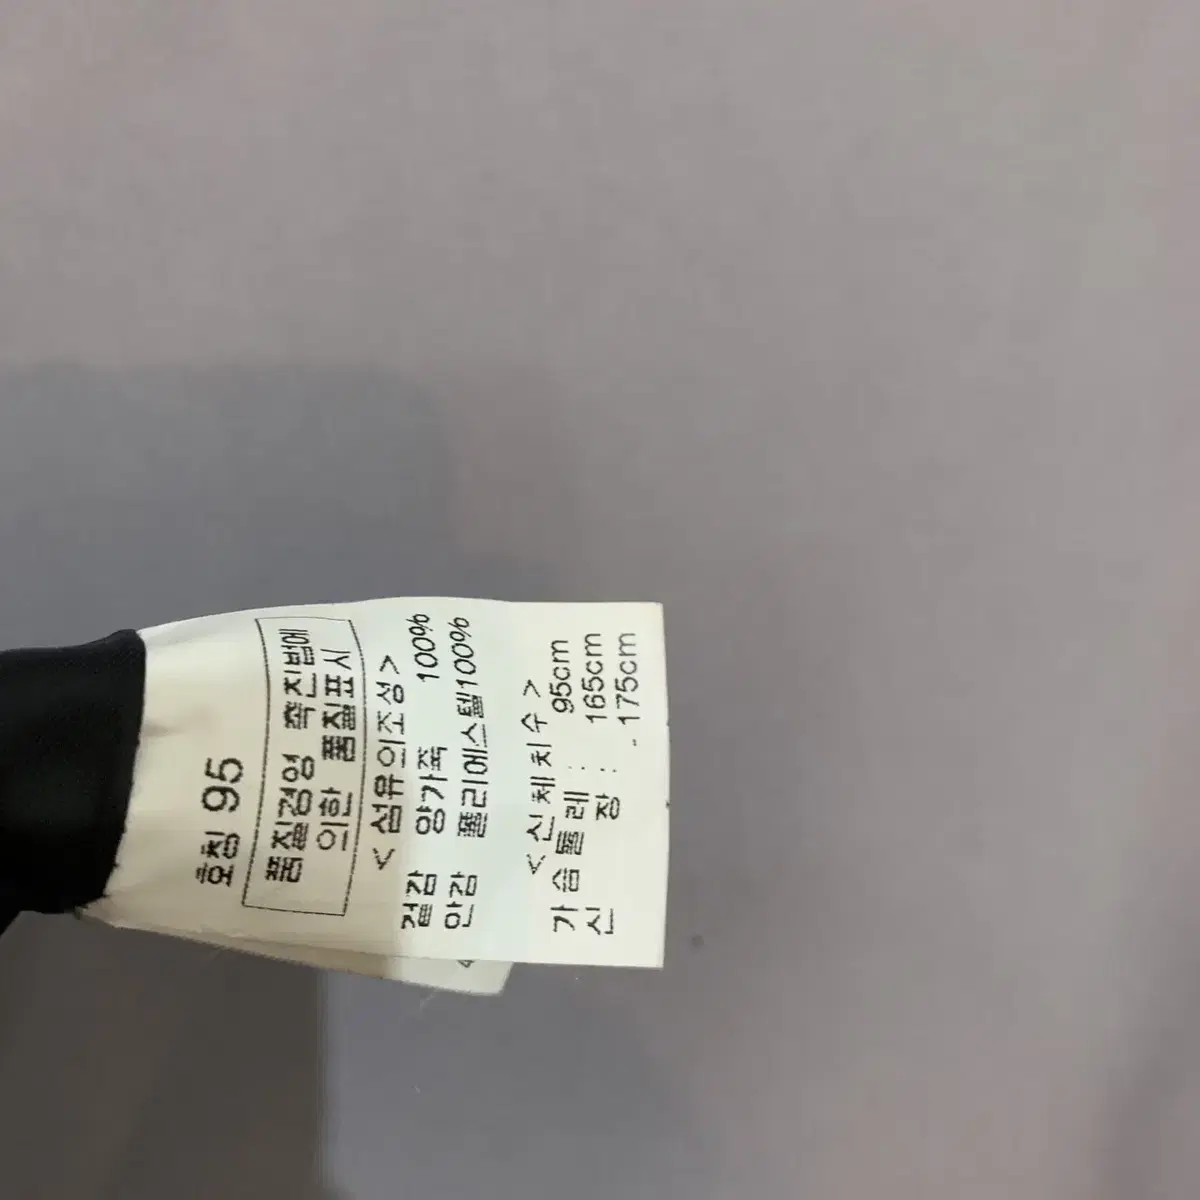 호칭 95
품질경영 촉진법에
의한 품질표시
<섬유의조성>
겉감 양가죽 100%
안감 폴리에스텔100%
<신체치수>
가슴둘레: 95cm
신 장: 165cm
-175cm